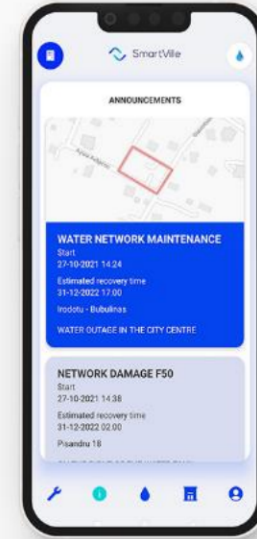 SmartVille
ANNOUNCEMENTS
WATER NETWORK MAINTENANCE
Start
27-10-2021 14:24
Estimated recovery time
31-12-2022 17.00
Irodotu - Bubulinas
WATER OUTAGE IN THE CITY CENTRE
NETWORK DAMAGE F50
Start
27-10-2021 14:38
Estimated recovery time
31-12-2022 02.00
Pisandru 18